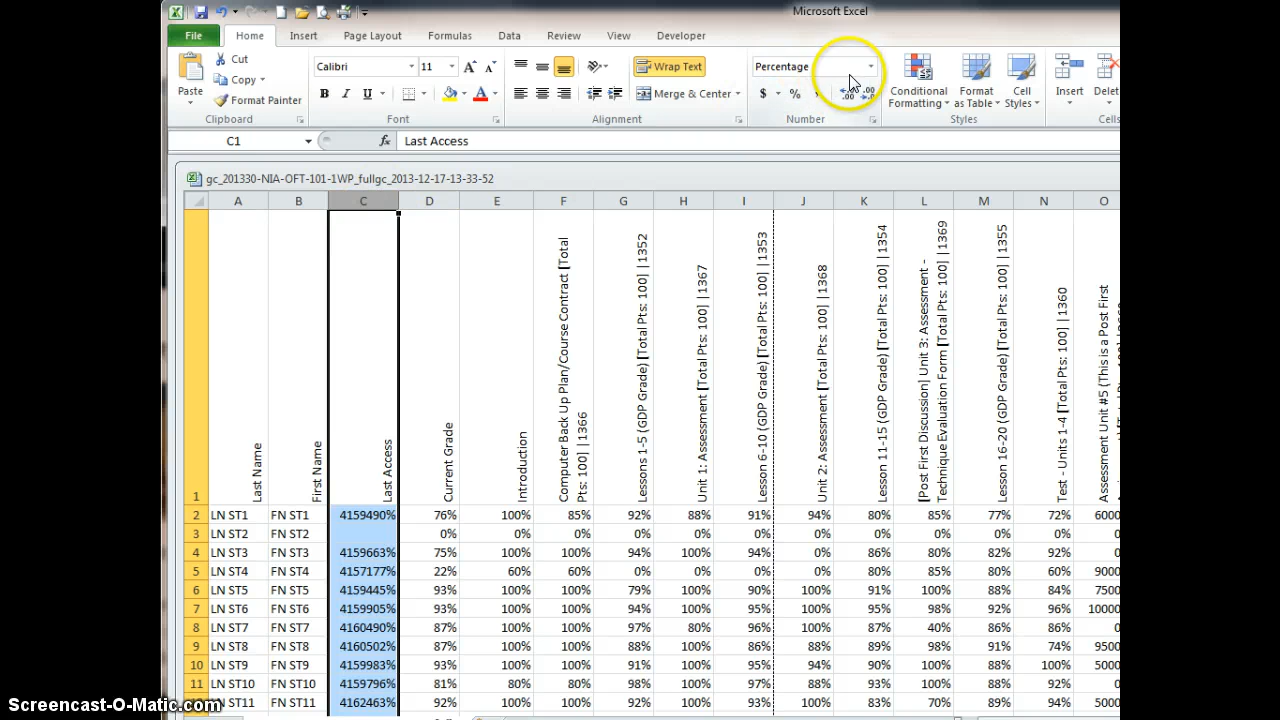 Microsoft Excel
File Home Insert Page Layout Formulas Data Review View Developer
Cut
Copy
Format Painter
Paste
Clipboard
Calibri 11
B I U
Font
Wrap Text
Merge & Center
Alignment
Percentage
$ %
Number
Conditional Formatting
Format as Table
Cell Styles
Styles
Insert
Delet
Cells
C1 fx Last Access
gc_201330-NIA-OFT-101-1WP_fullgc_2013-12-17-13-33-52
A B C D E F G H I J K L M N O
1
Last Name
First Name
Last Access
Current Grade
Introduction
Computer Back Up Plan/Course Contract [Total
Pts: 100] |1366
Lessons 1-5 (GDP Grade) [Total Pts: 100] |1352
Unit 1: Assessment [Total Pts: 100] |1367
Lesson 6-10 (GDP Grade) [Total Pts: 100] |1353
Unit 2: Assessment [Total Pts: 100] |1368
Lesson 11-15 (GDP Grade) [Total Pts: 100] |1354
[Post First Discussion] Unit 3: Assessment -
Technique Evaluation Form [Total Pts: 100] |1369
Lesson 16-20 (GDP Grade) [Total Pts: 100] |1355
Test - Units 1-4 [Total Pts: 100] |1360
Assessment Unit #5 (This is a Post First
2 LN ST1 FN ST1 4159490% 76% 100% 85% 92% 88% 91% 94% 80% 85% 77% 72% 6000
3 LN ST2 FN ST2 0% 0% 0% 0% 0% 0% 0% 0% 0% 0% 0% 0
4 LN ST3 FN ST3 4159663% 75% 100% 100% 94% 100% 94% 0% 86% 80% 82% 92% 0
5 LN ST4 FN ST4 4157177% 22% 60% 60% 0% 0% 0% 0% 80% 85% 80% 60% 9000
6 LN ST5 FN ST5 4159445% 93% 100% 100% 79% 100% 90% 100% 91% 100% 88% 84% 7500
7 LN ST6 FN ST6 4159905% 93% 100% 100% 94% 100% 95% 100% 95% 98% 92% 96% 10000
8 LN ST7 FN ST7 4160490% 87% 100% 100% 97% 80% 96% 100% 87% 40% 86% 86% 0
9 LN ST8 FN ST8 4160502% 87% 100% 100% 88% 100% 86% 88% 89% 98% 91% 74% 9500
10 LN ST9 FN ST9 4159983% 93% 100% 100% 91% 100% 95% 94% 90% 100% 88% 100% 5000
11 LN ST10 FN ST10 4159796% 81% 80% 80% 98% 100% 97% 88% 93% 100% 88% 92% 0
LN ST11 FN ST11 4162463% 92% 100% 100% 92% 100% 93% 100% 83% 70% 89% 94% 5000
Screencast-O-Matic.com